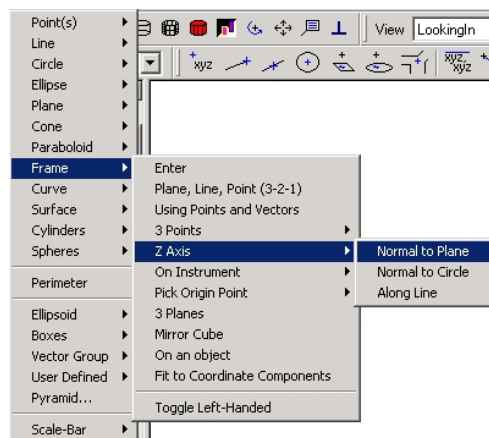 Point(s)
Line
Circle
Ellipse
Plane
Cone
Paraboloid
Frame
Curve
Surface
Cylinders
Spheres
Perimeter
Ellipsoid
Boxes
Vector Group
User Defined
Pyramid...
Scale-Bar
Enter
Plane, Line, Point (3-2-1)
Using Points and Vectors
3 Points
Z Axis
On Instrument
Pick Origin Point
3 Planes
Mirror Cube
On an object
Fit to Coordinate Components
Toggle Left-Handed
Normal to Plane
Normal to Circle
Along Line
View LookingIn
xyz
xyz,
xyz